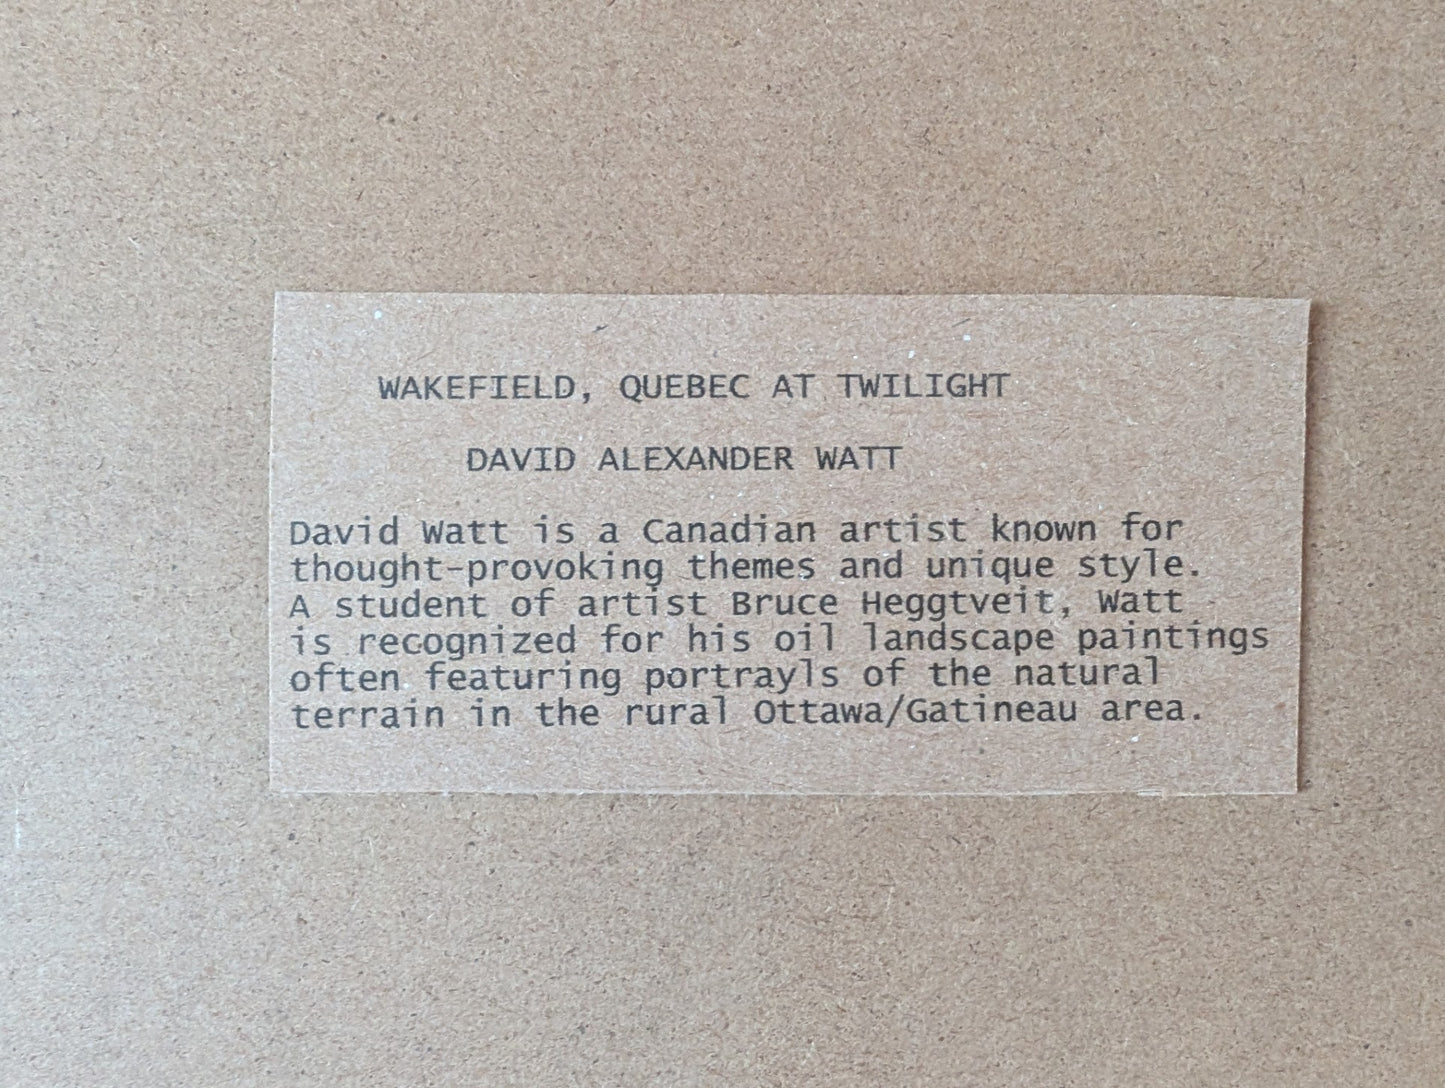 WAKEFIELD, QUEBEC AT TWILIGHT
DAVID ALEXANDER WATT
David Watt is a Canadian artist known for
thought-provoking themes and unique style.
A student of artist Bruce Heggtveit, Watt
is recognized for his oil landscape paintings
often featuring portrayls of the natural
terrain in the rural Ottawa/Gatineau area.